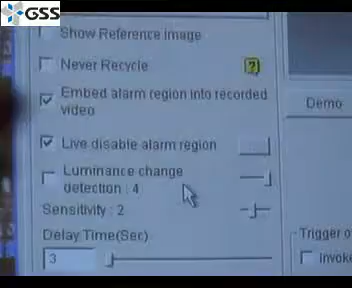 GSS
Show Reference image
Never Recycle
?
Embed alarm region into recorded
video
Demo
Live disable alarm region
Luminance change
detection : 4
Sensitivity : 2
Delay Time(Sec)
3
Trigger o
Invoke